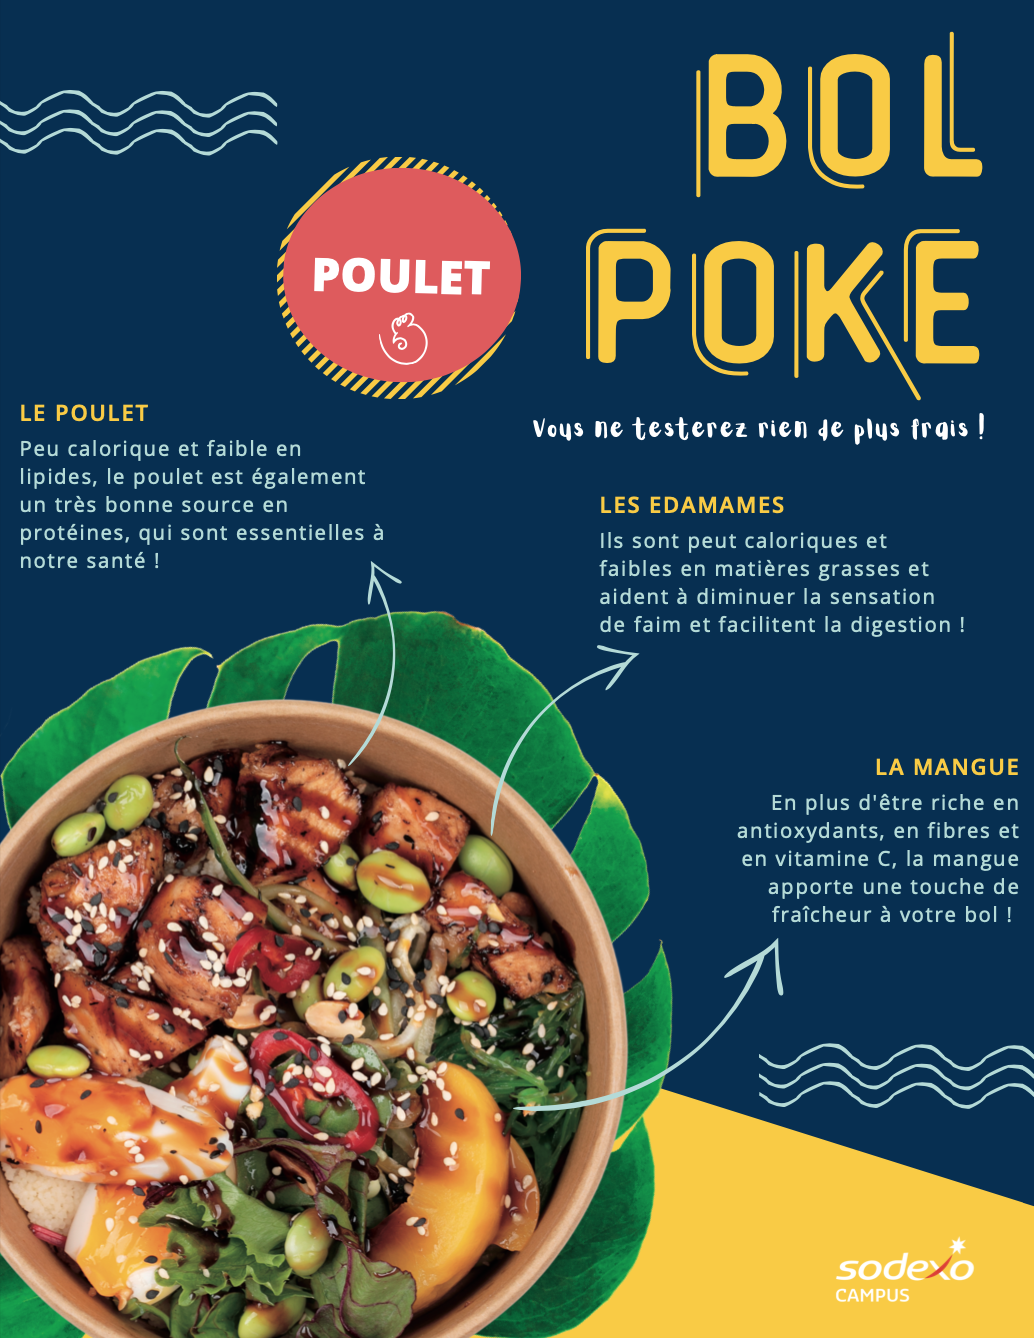 BOL
POKE
POULET
Vous ne testerez rien de plus frais !
LE POULET
Peu calorique et faible en
lipides, le poulet est également
un très bonne source en
protéines, qui sont essentielles à
notre santé !
LES EDAMAMES
Ils sont peut caloriques et
faibles en matières grasses et
aident à diminuer la sensation
de faim et facilitent la digestion !
LA MANGUE
En plus d'être riche en
antioxydants, en fibres et
en vitamine C, la mangue
apporte une touche de
fraîcheur à votre bol !
sodexo
CAMPUS